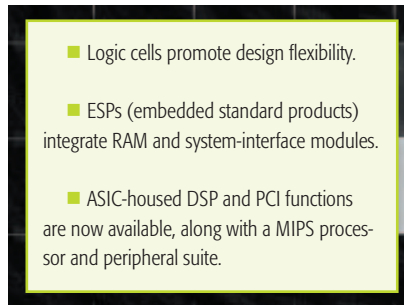 ■ Logic cells promote design flexibility.
■ ESPs (embedded standard products)
integrate RAM and system-interface modules.
■ ASIC-housed DSP and PCI functions
are now available, along with a MIPS proces-
sor and peripheral suite.